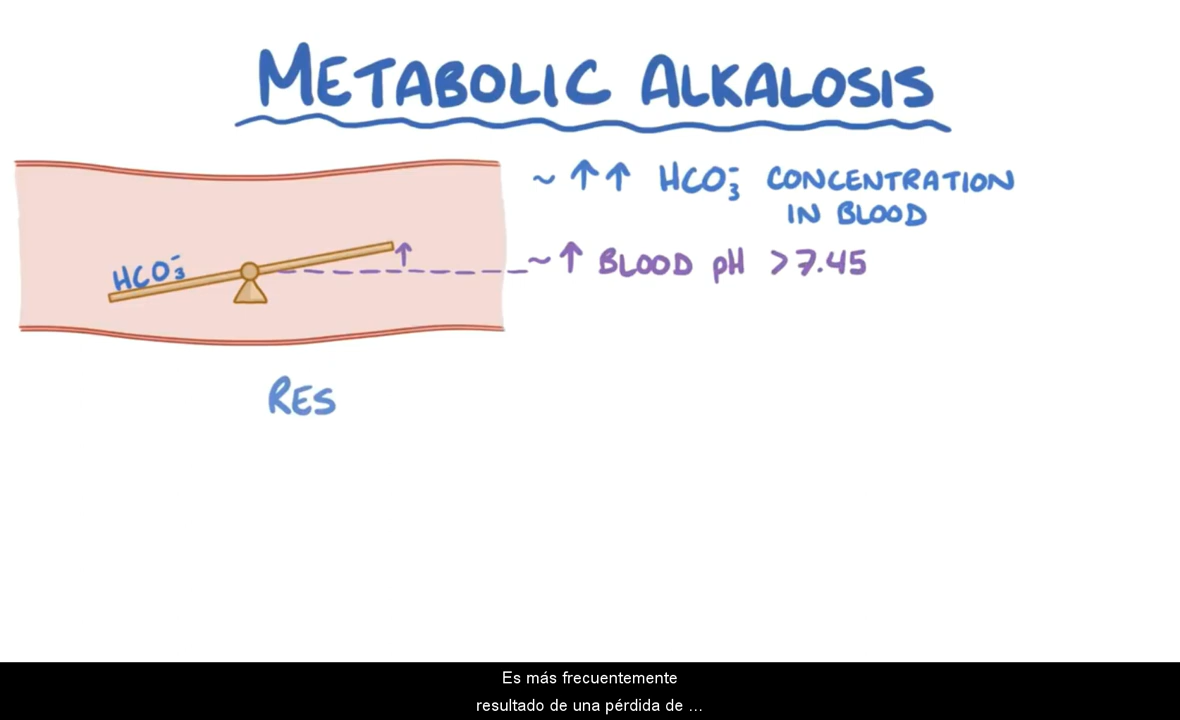 METABOLIC ALKALOSIS
~ ↑↑ HCO₃⁻ CONCENTRATION
IN BLOOD
HCO₃⁻
↑
~ ↑ BLOOD pH >7.45
RES
Es más frecuentemente
resultado de una pérdida de ...